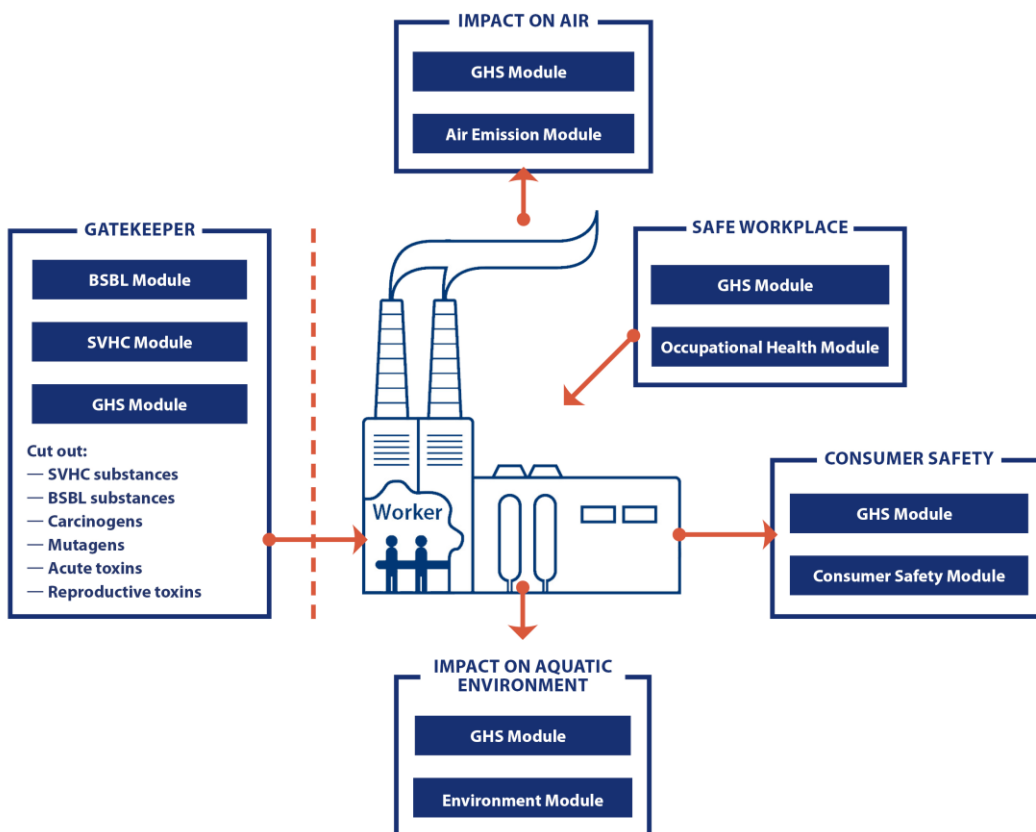 IMPACT ON AIR
GHS Module
Air Emission Module
GATEKEEPER
BSBL Module
SVHC Module
GHS Module
Cut out:
— SVHC substances
— BSBL substances
— Carcinogens
— Mutagens
— Acute toxins
— Reproductive toxins
SAFE WORKPLACE
GHS Module
Occupational Health Module
Worker
CONSUMER SAFETY
GHS Module
Consumer Safety Module
IMPACT ON AQUATIC
ENVIRONMENT
GHS Module
Environment Module